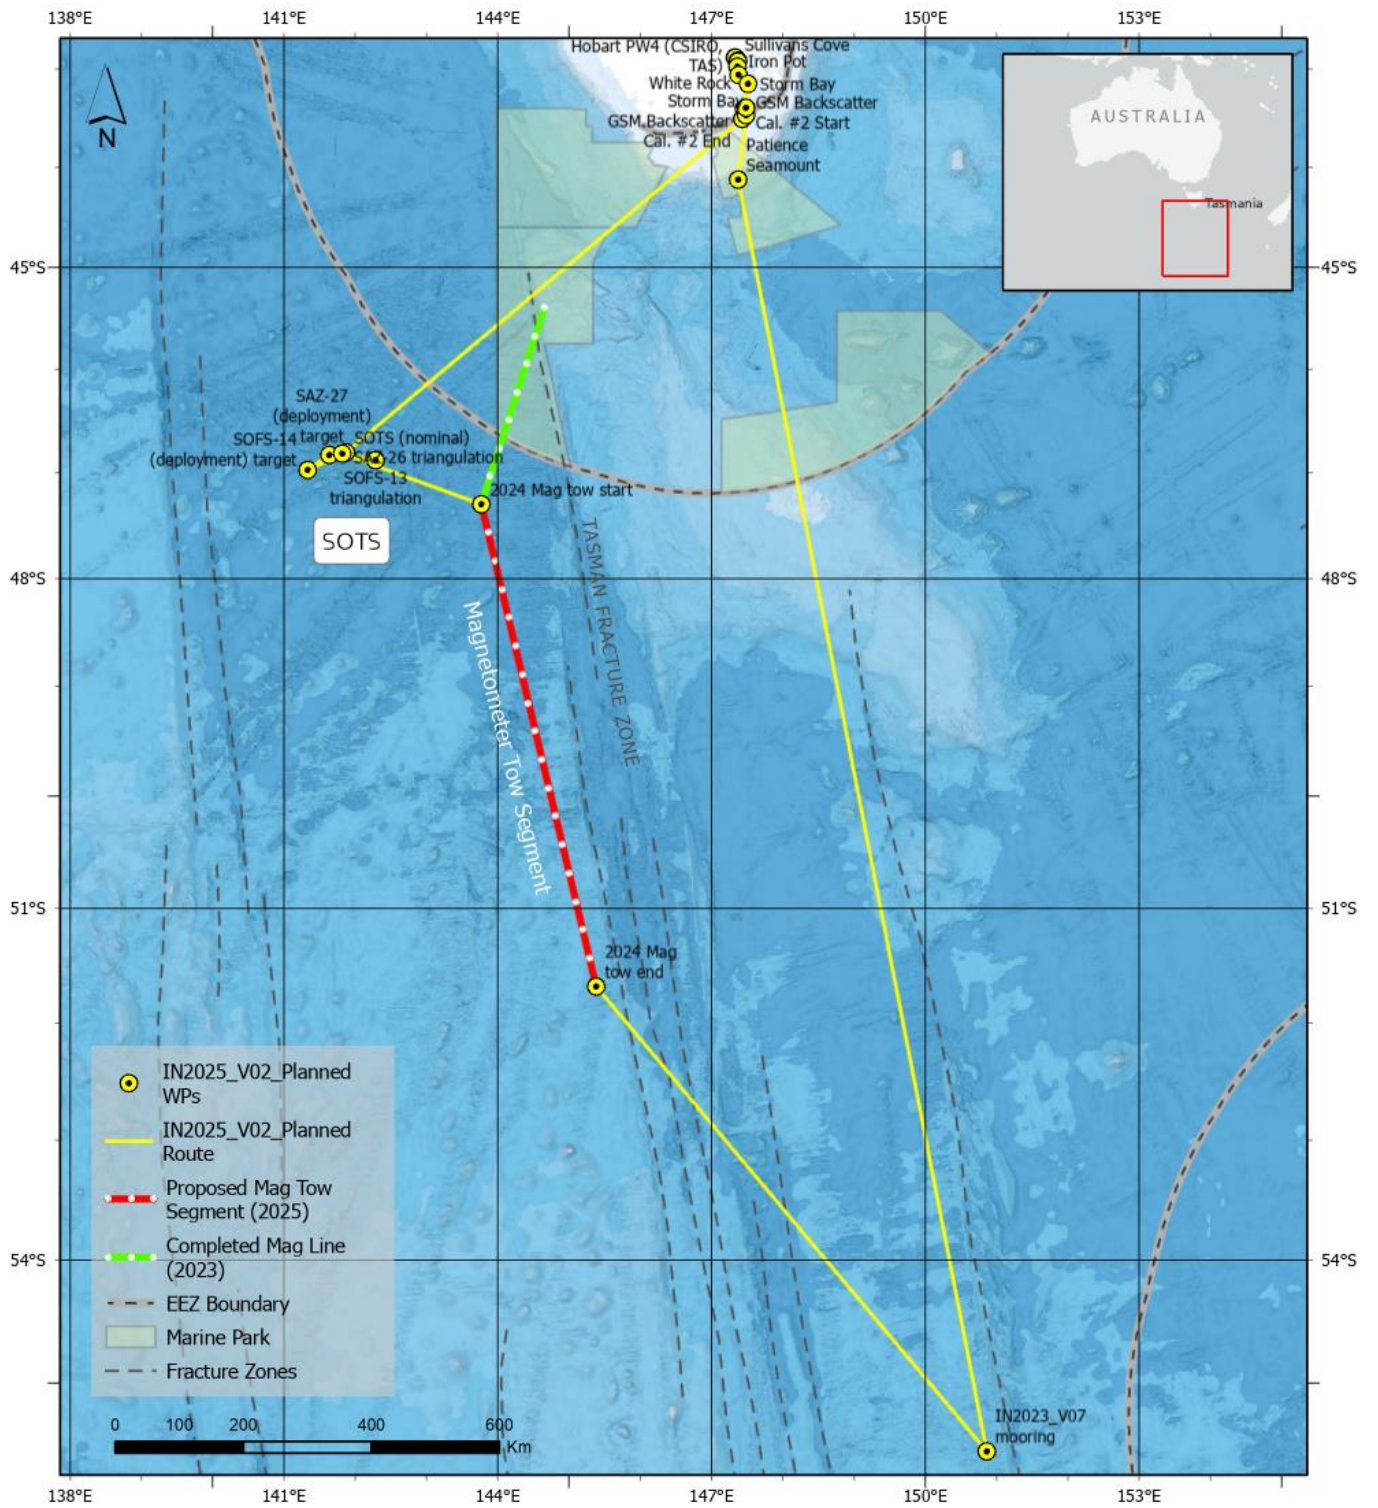 138°E
141°E
144°E
147°E
150°E
153°E
Hobart PW4 (CSIRO,
TAS)
Sullivans Cove
Iron Pot
White Rock
Storm Bay
Storm Bay
GSM Backscatter
GSM Backscatter
Cal. #2 Start
Cal. #2 End
Patience
Seamount
N
AUSTRALIA
Tasmania
45°S
45°S
SAZ-27
(deployment)
target
SOFS-14
(deployment) target
SOTS (nominal)
SAZ-26 triangulation
SOFS-13
triangulation
2024 Mag tow start
SOTS
48°S
48°S
TASMAN FRACTURE ZONE
Magnetometer Tow Segment
51°S
51°S
2024 Mag
tow end
IN2025_V02_Planned
WPs
IN2025_V02_Planned
Route
Proposed Mag Tow
Segment (2025)
Completed Mag Line
(2023)
EEZ Boundary
Marine Park
Fracture Zones
54°S
54°S
0 100 200 400 600
Km
IN2023_V07
mooring
138°E
141°E
144°E
147°E
150°E
153°E